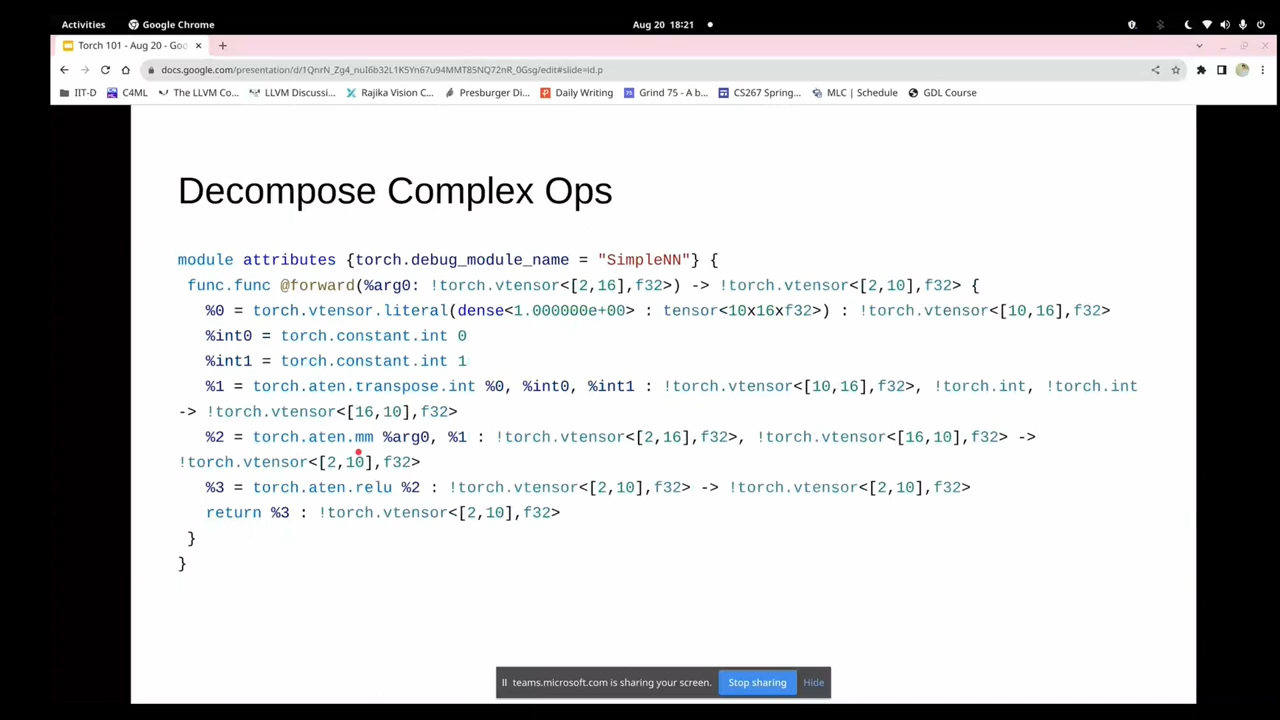 Activities
Google Chrome
Aug 20 18:21
Torch 101 - Aug 20 - Goo
docs.google.com/presentation/d/1QnrN_Zg4_nuI6b32L1K5Yn67u94MMT85NQ72nR_0Gsg/edit#slide=id.p
IIT-D
C4ML
The LLVM Co...
LLVM Discussi...
Rajika Vision C...
Presburger Di...
Daily Writing
Grind 75 - A b...
CS267 Spring...
MLC | Schedule
GDL Course
Decompose Complex Ops
module attributes {torch.debug_module_name = "SimpleNN"} {
func.func @forward(%arg0: !torch.vtensor<[2,16],f32>) -> !torch.vtensor<[2,10],f32> {
%0 = torch.vtensor.literal(dense<1.000000e+00> : tensor<10x16xf32>) : !torch.vtensor<[10,16],f32>
%int0 = torch.constant.int 0
%int1 = torch.constant.int 1
%1 = torch.aten.transpose.int %0, %int0, %int1 : !torch.vtensor<[10,16],f32>, !torch.int, !torch.int
-> !torch.vtensor<[16,10],f32>
%2 = torch.aten.mm %arg0, %1 : !torch.vtensor<[2,16],f32>, !torch.vtensor<[16,10],f32> ->
!torch.vtensor<[2,10],f32>
%3 = torch.aten.relu %2 : !torch.vtensor<[2,10],f32> -> !torch.vtensor<[2,10],f32>
return %3 : !torch.vtensor<[2,10],f32>
}
}
teams.microsoft.com is sharing your screen.
Stop sharing
Hide